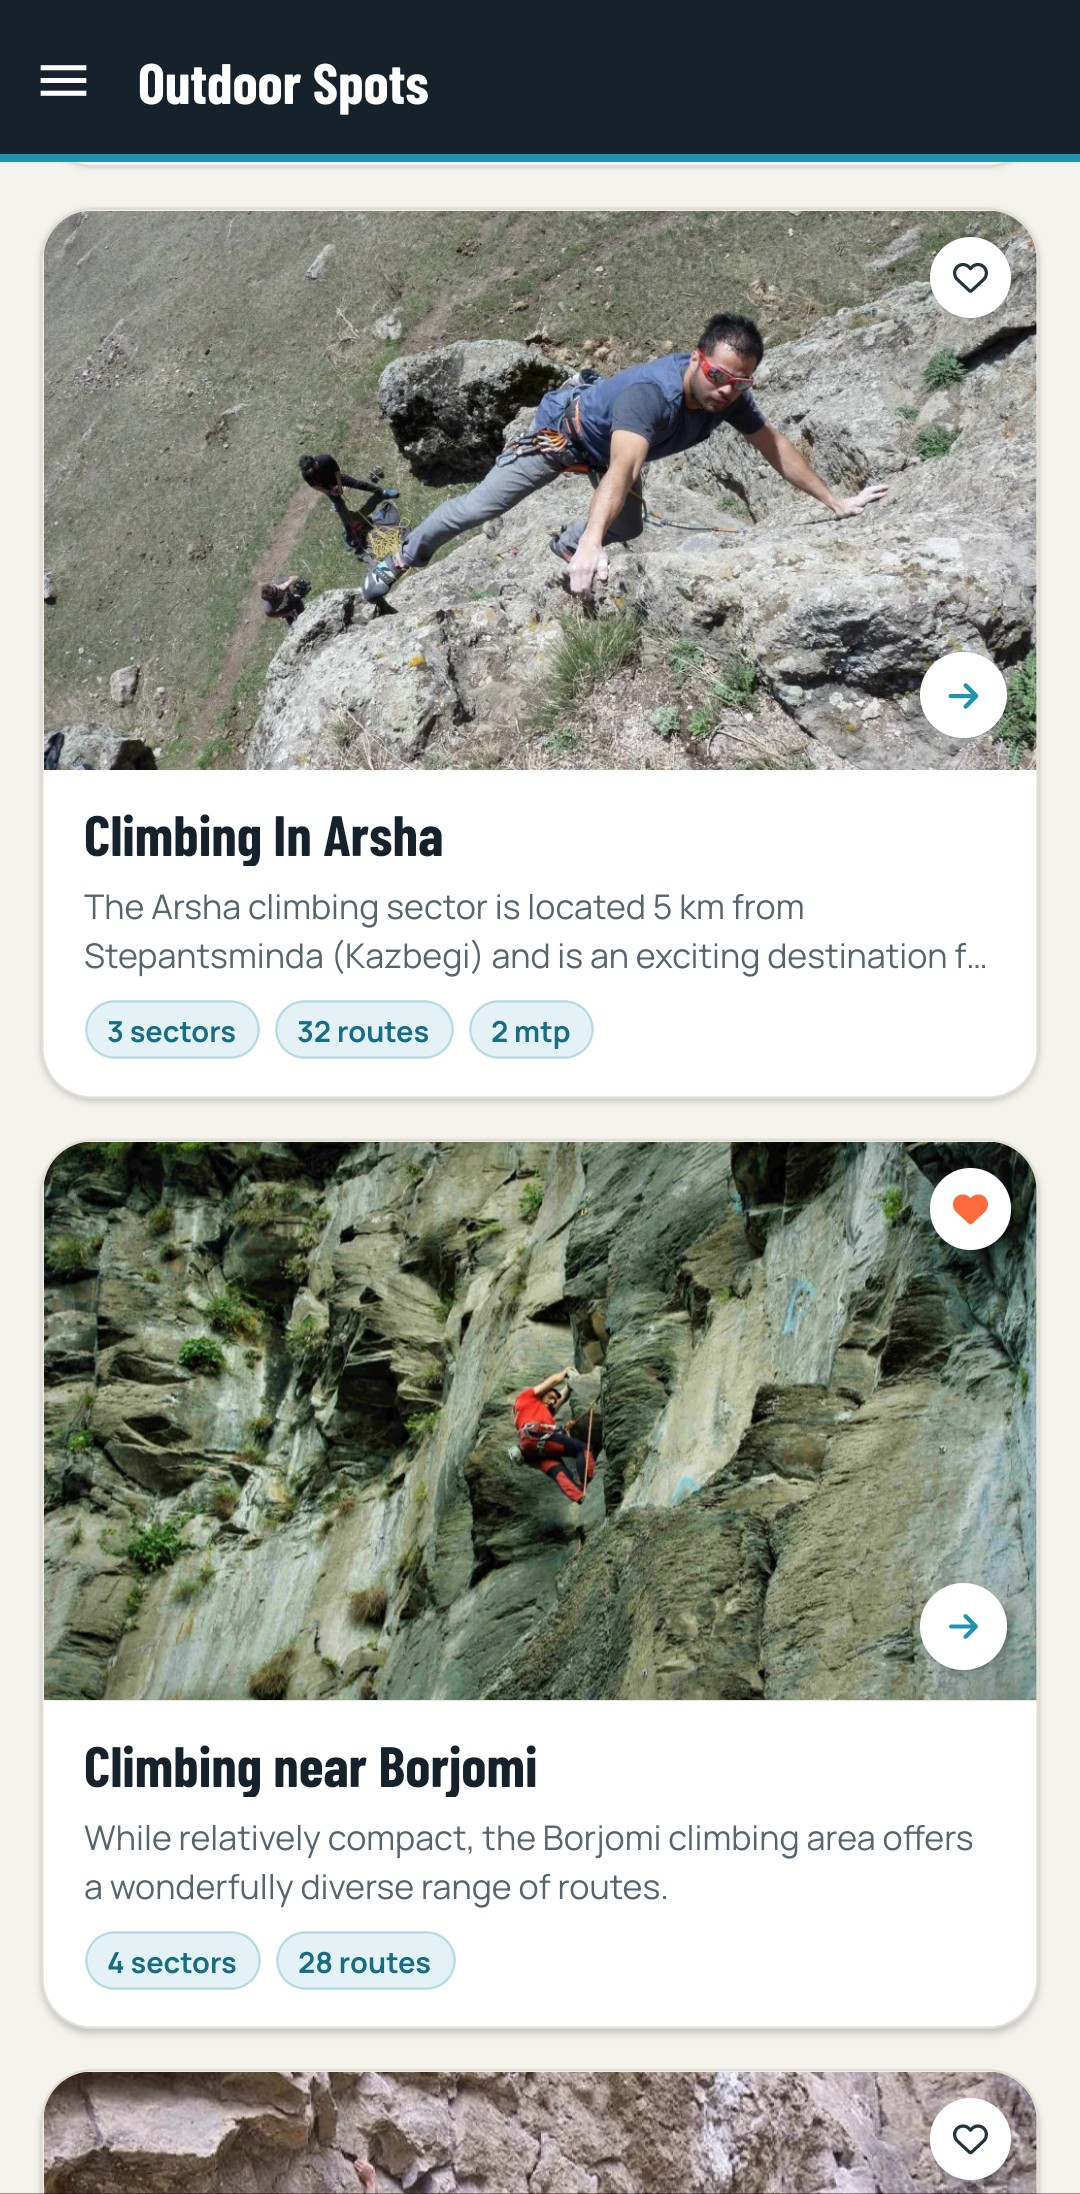 Outdoor Spots
Climbing In Arsha
The Arsha climbing sector is located 5 km from
Stepantsminda (Kazbegi) and is an exciting destination f…
3 sectors 32 routes 2 mtp
Climbing near Borjomi
While relatively compact, the Borjomi climbing area offers
a wonderfully diverse range of routes.
4 sectors 28 routes